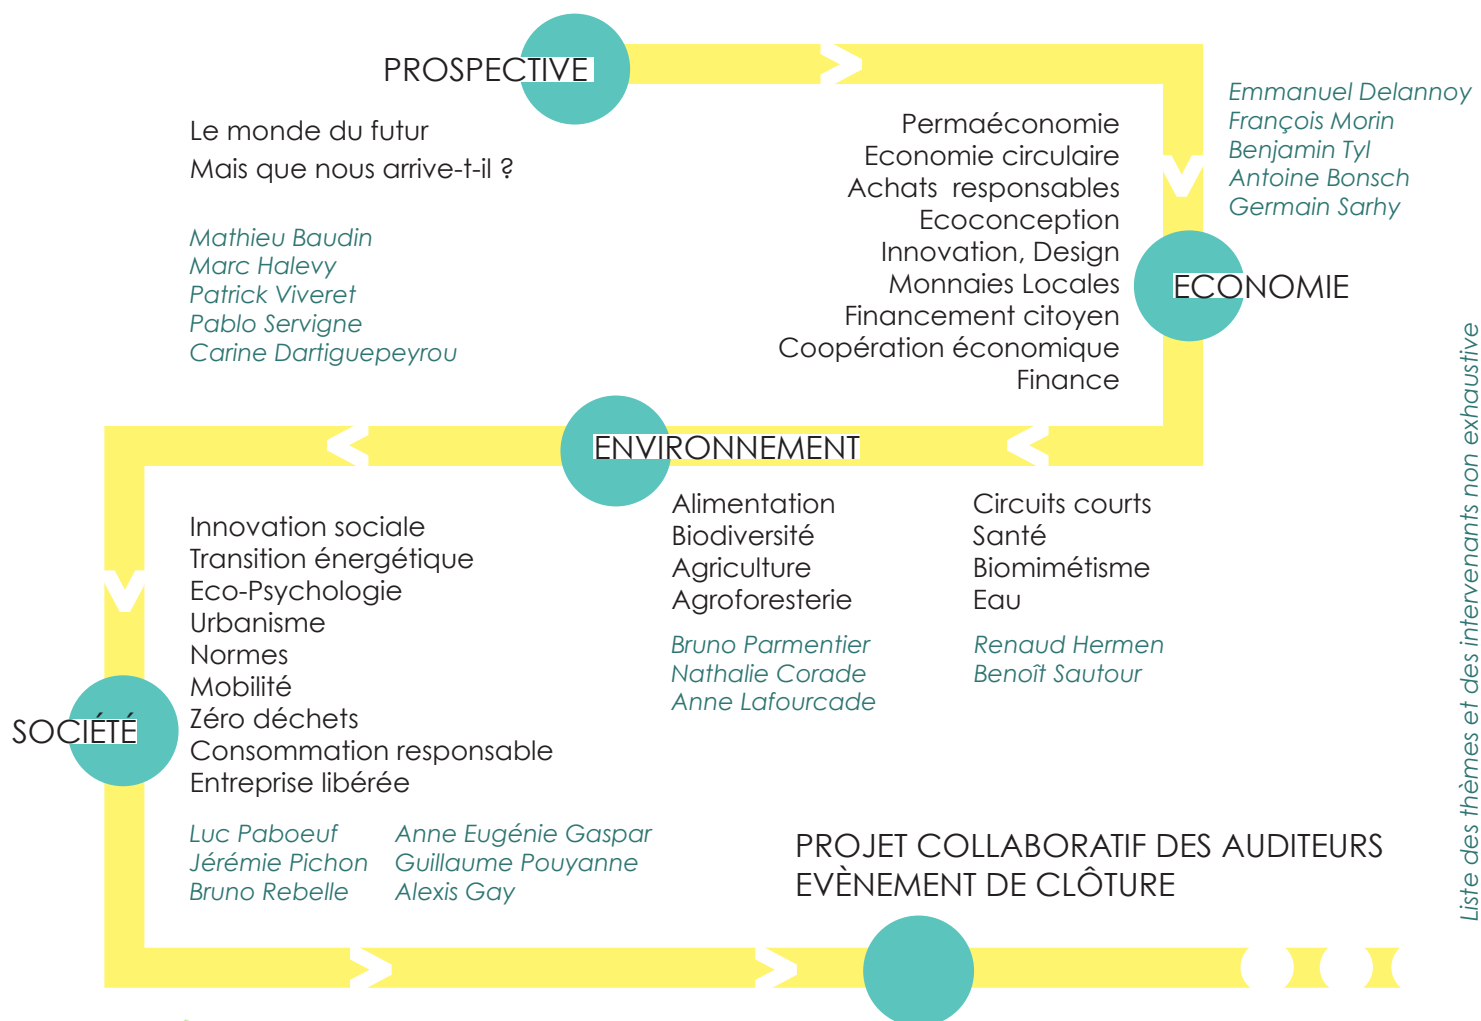 PROSPECTIVE
Le monde du futur
Mais que nous arrive-t-il ?
Mathieu Baudin
Marc Halevy
Patrick Viveret
Pablo Servigne
Carine Dartiguepeyrou
Permaéconomie
Economie circulaire
Achats responsables
Ecoconception
Innovation, Design
Monnaies Locales
Financement citoyen
Coopération économique
Finance
Emmanuel Delannoy
François Morin
Benjamin Tyl
Antoine Bonsch
Germain Sarhy
ECONOMIE
ENVIRONNEMENT
Alimentation
Biodiversité
Agriculture
Agroforesterie
Bruno Parmentier
Nathalie Corade
Anne Lafourcade
Circuits courts
Santé
Biomimétisme
Eau
Renaud Hermen
Benoît Sautour
Innovation sociale
Transition énergétique
Eco-Psychologie
Urbanisme
Normes
Mobilité
Zéro déchets
Consommation responsable
Entreprise libérée
SOCIÉTÉ
Luc Paboeuf
Jérémie Pichon
Bruno Rebelle
Anne Eugénie Gaspar
Guillaume Pouyanne
Alexis Gay
PROJET COLLABORATIF DES AUDITEURS
EVÈNEMENT DE CLÔTURE
Liste des thèmes et des intervenants non exhaustive